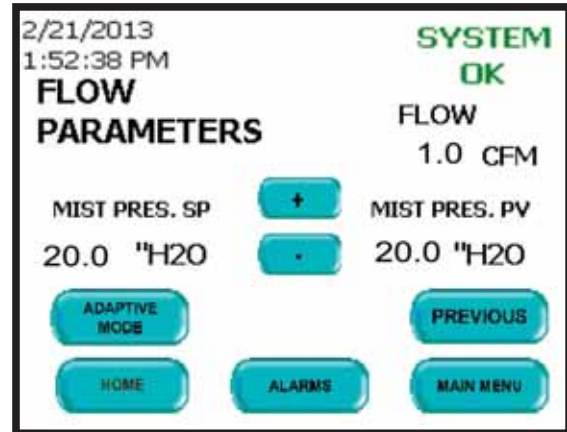 2/21/2013
1:52:38 PM
SYSTEM
OK
FLOW
PARAMETERS
FLOW
1.0 CFM
MIST PRES. SP
+
MIST PRES. PV
20.0 "H2O
-
20.0 "H2O
ADAPTIVE
MODE
PREVIOUS
HOME
ALARMS
MAIN MENU